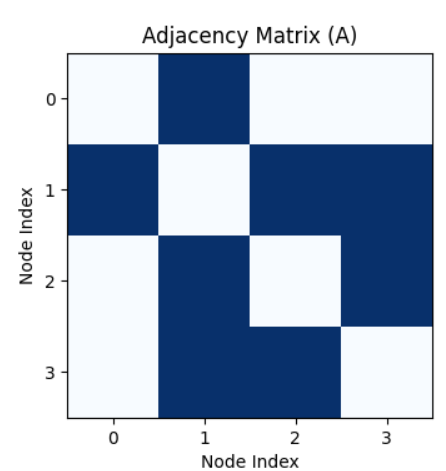 Adjacency Matrix (A)
Node Index
0
1
2
3
0 1 2 3
Node Index